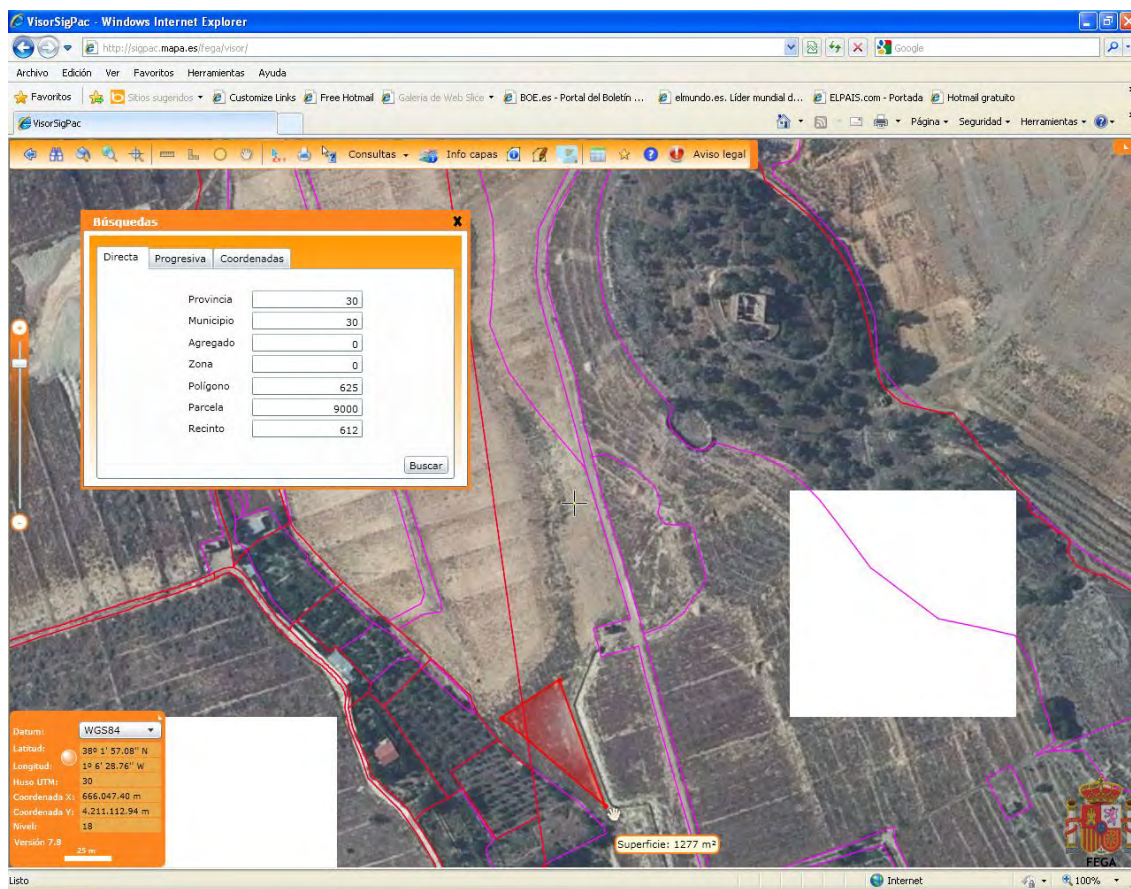 VisorSigPac - Windows Internet Explorer
http://sigpac.mapa.es/fega/visor/
Google
Archivo Edición Ver Favoritos Herramientas Ayuda
Favoritos Sitios sugeridos Customize Links Free Hotmail Galería de Web Slice BOE.es - Portal del Boletín ... elmundo.es. Líder mundial d... ELPAIS.com - Portada Hotmail gratuito
VisorSigPac Página Seguridad Herramientas
Consultas Info capas Aviso legal
Búsquedas
Directa Progresiva Coordenadas
Provincia 30
Municipio 30
Agregado 0
Zona 0
Polígono 625
Parcela 9000
Recinto 612
Buscar
Datum: WGS84
Latitud: 38º 1' 57.08'' N
Longitud: 1º 6' 28.76'' W
Huso UTM: 30
Coordenada X: 666.047.40 m
Coordenada Y: 4.211.112.94 m
Nivel: 18
Versión 7.8
25 m
Superficie: 1277 m²
FEGA
Listo Internet 100%